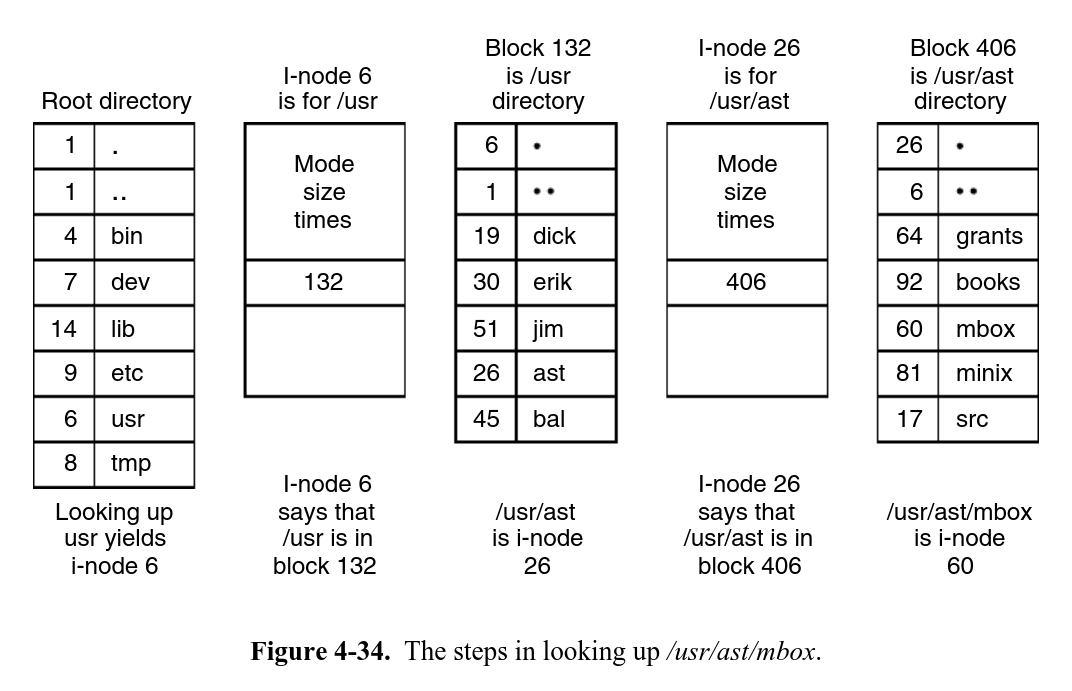 Root directory
1 .
1 ..
4 bin
7 dev
14 lib
9 etc
6 usr
8 tmp
Looking up
usr yields
i-node 6
I-node 6
is for /usr
Mode
size
times
132
I-node 6
says that
/usr is in
block 132
Block 132
is /usr
directory
6 •
1 ••
19 dick
30 erik
51 jim
26 ast
45 bal
/usr/ast
is i-node
26
I-node 26
is for
/usr/ast
Mode
size
times
406
I-node 26
says that
/usr/ast is in
block 406
Block 406
is /usr/ast
directory
26 •
6 ••
64 grants
92 books
60 mbox
81 minix
17 src
/usr/ast/mbox
is i-node
60
Figure 4-34. The steps in looking up /usr/ast/mbox.